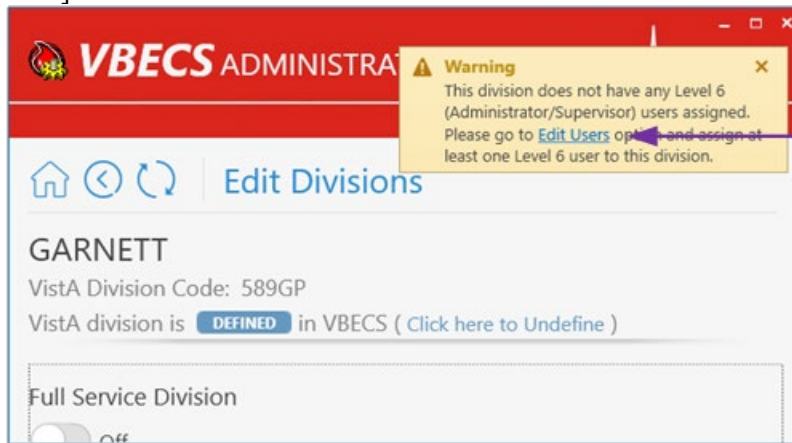 VBECS ADMINISTRA
Warning
This division does not have any Level 6
(Administrator/Supervisor) users assigned.
Please go to Edit Users option and assign at
least one Level 6 user to this division.
Edit Divisions
GARNETT
VistA Division Code: 589GP
VistA division is DEFINED in VBECS ( Click here to Undefine )
Full Service Division
Off